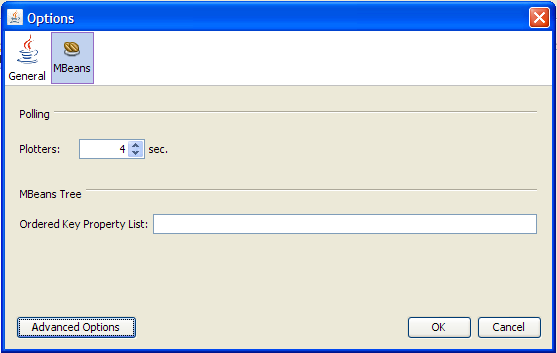 Options
General
MBeans
Polling
Plotters: 4 sec.
MBeans Tree
Ordered Key Property List:
Advanced Options OK Cancel